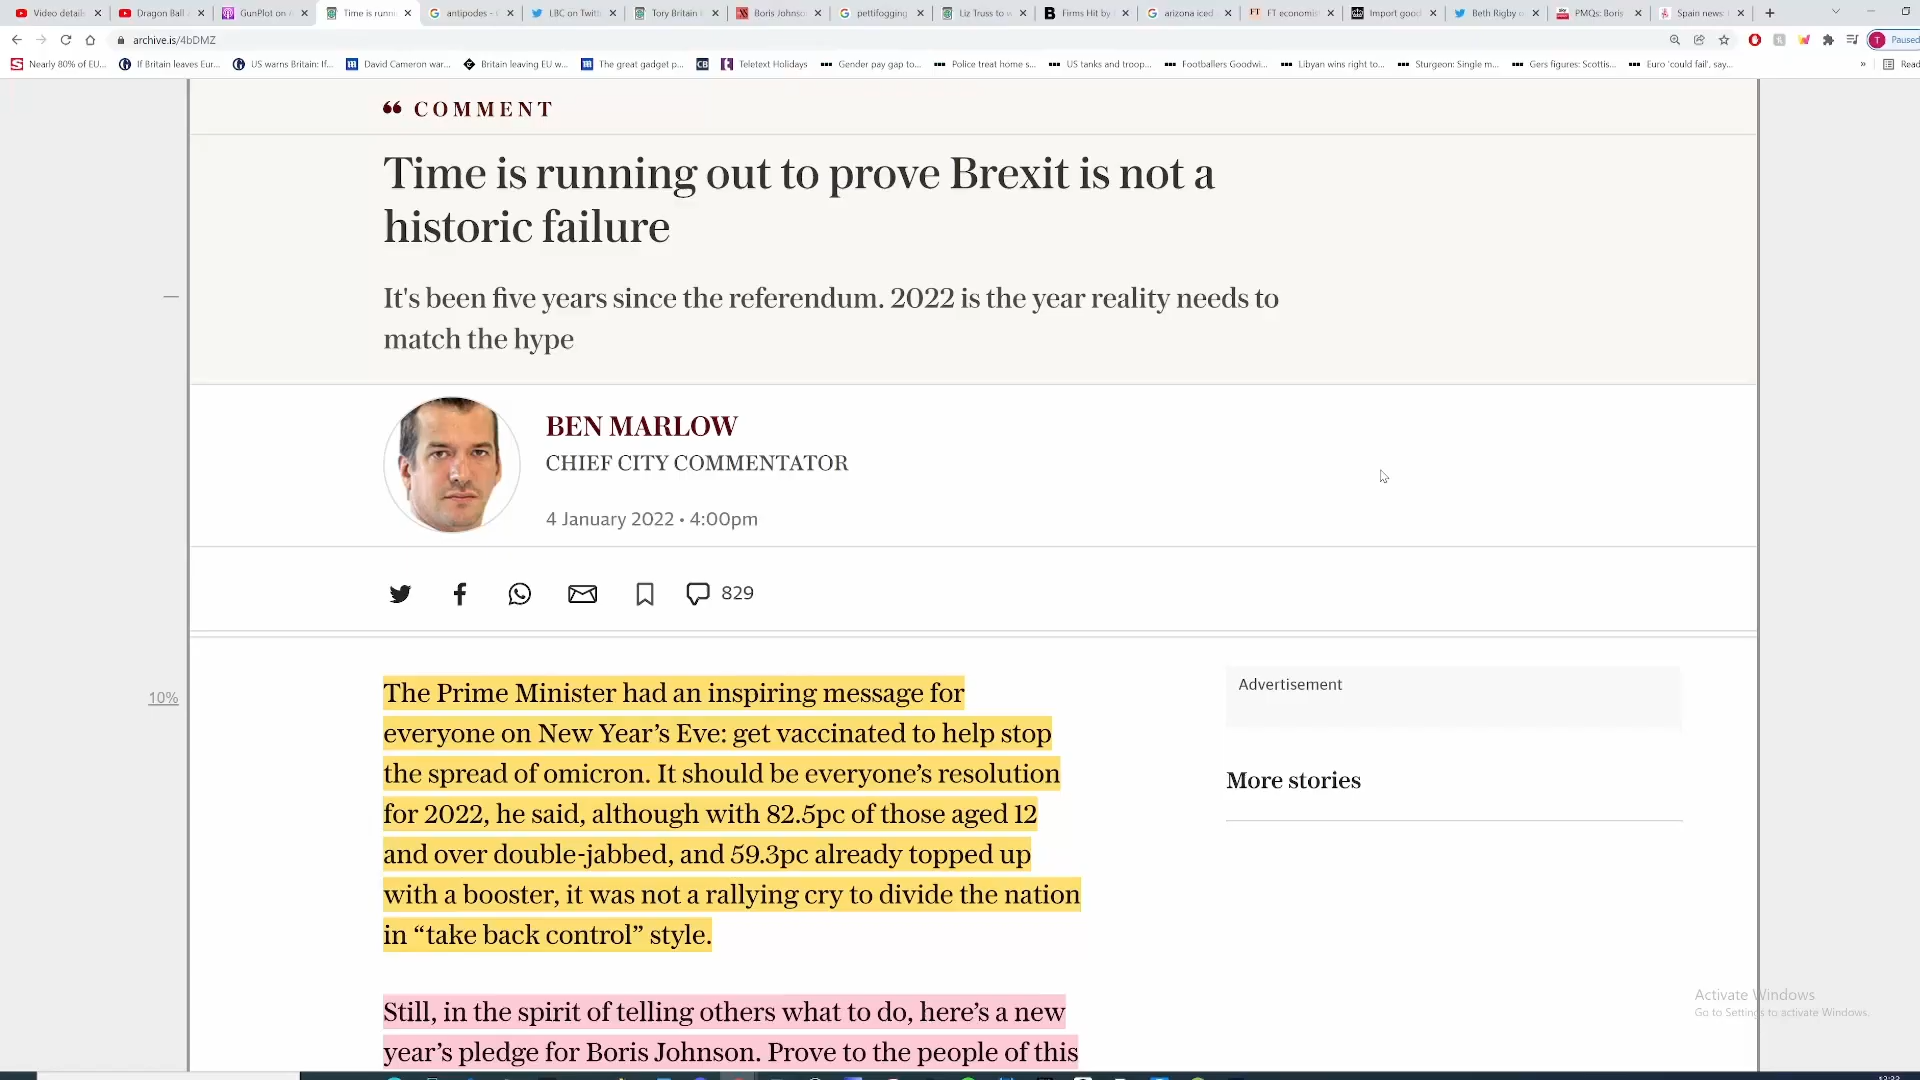 Video detail
Dragon Ball
GunPlot on
Time is runni
antipodes -
LBC on Twitt
Tory Britain
Boris Johnso
pettifogging
Liz Truss to w
Firms Hit by
arizona iced
FT economist
Import good
Beth Rigby
PMQs: Boris
Spain news:
archive.is/4bDMZ
Paused
Nearly 80% of EU...
If Britain leaves Eur...
US warns Britain: If...
David Cameron war...
Britain leaving EU w...
The great gadget p...
CB
Teletext Holidays
Gender pay gap to...
Police treat home s...
US tanks and troop...
Footballers Goodwi...
Libyan wins right to...
Sturgeon: Single m...
Gers figures: Scottis...
Euro 'could fail', say...
»
Read
“ COMMENT
Time is running out to prove Brexit is not a
historic failure
It's been five years since the referendum. 2022 is the year reality needs to
match the hype
BEN MARLOW
CHIEF CITY COMMENTATOR
4 January 2022 • 4:00pm
829
10%
The Prime Minister had an inspiring message for
everyone on New Year’s Eve: get vaccinated to help stop
the spread of omicron. It should be everyone’s resolution
for 2022, he said, although with 82.5pc of those aged 12
and over double-jabbed, and 59.3pc already topped up
with a booster, it was not a rallying cry to divide the nation
in “take back control” style.
Still, in the spirit of telling others what to do, here’s a new
year’s pledge for Boris Johnson. Prove to the people of this
Advertisement
More stories
Activate Windows
Go to Settings to activate Windows.